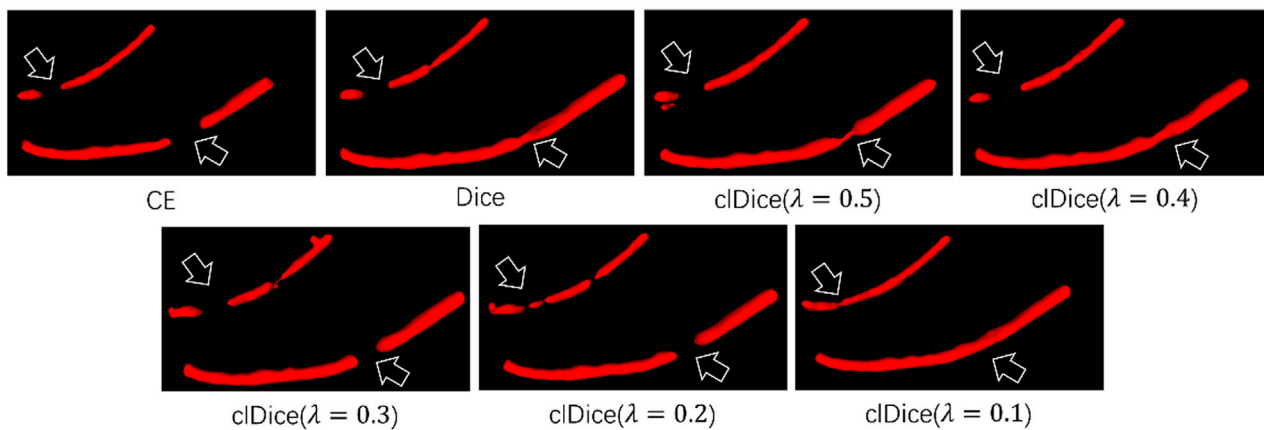 CE
Dice
clDice(λ = 0.5)
clDice(λ = 0.4)
clDice(λ = 0.3)
clDice(λ = 0.2)
clDice(λ = 0.1)